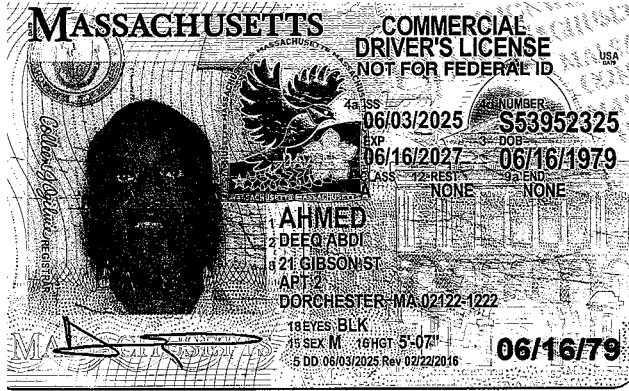 MASSACHUSETTS
COMMERCIAL
DRIVER'S LICENSE
NOT FOR FEDERAL ID
USA
4a ISS
06/03/2025
4d NUMBER
S53952325
EXP
06/16/2027
3 DOB
06/16/1979
CLASS
A
12 REST
NONE
9a END
NONE
1 AHMED
2 DEEQ ABDI
8 21 GIBSON ST
APT 2
DORCHESTER, MA 02122-1222
18 EYES BLK
15 SEX M 16 HGT 5'-07"
5 DD 06/03/2025 Rev 02/22/2016
06/16/79